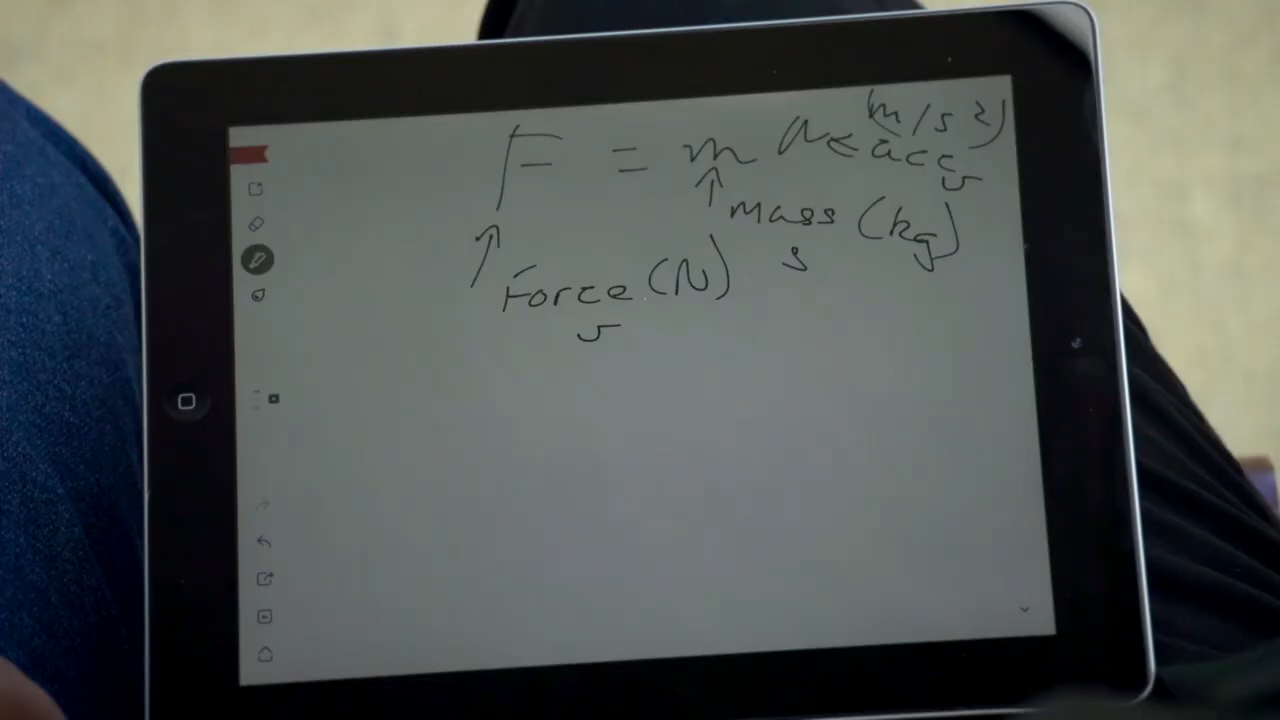 F = m a ← acc (m/s²)
v
↑ mass (kg)
s
↑ Force (N)
v